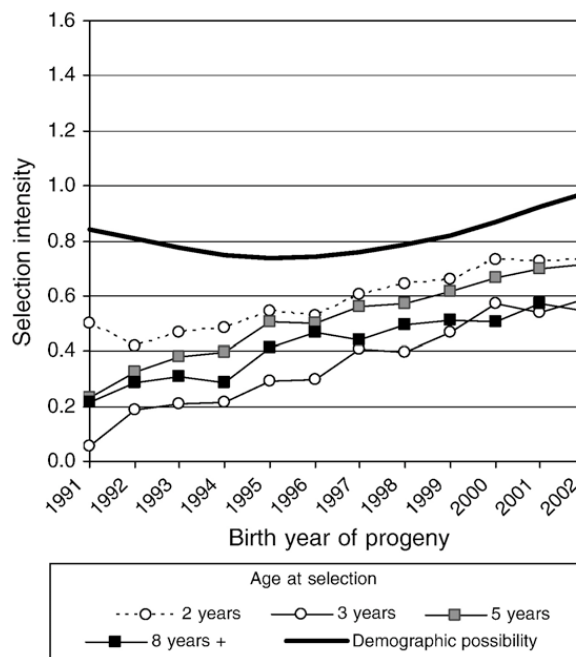 1.6
1.4
1.2
1.0
0.8
0.6
0.4
0.2
0.0
Selection intensity
1991
1992
1993
1994
1995
1996
1997
1998
1999
2000
2001
2002
Birth year of progeny
Age at selection
2 years
3 years
5 years
8 years +
Demographic possibility